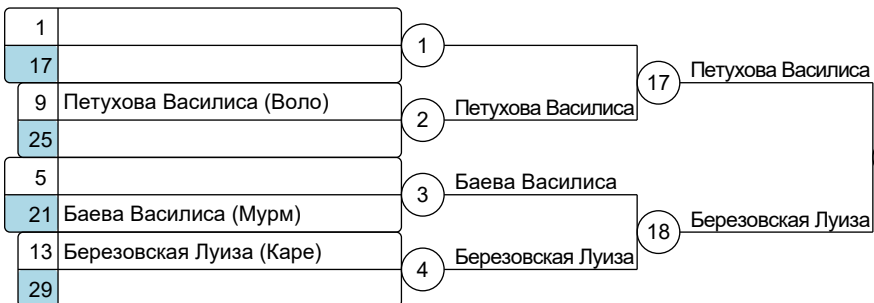 1
17
1
9 Петухова Василиса (Воло)
25
2
Петухова Василиса
17
Петухова Василиса
5
21 Баева Василиса (Мурм)
3
Баева Василиса
13 Березовская Луиза (Каре)
29
4
Березовская Луиза
18
Березовская Луиза